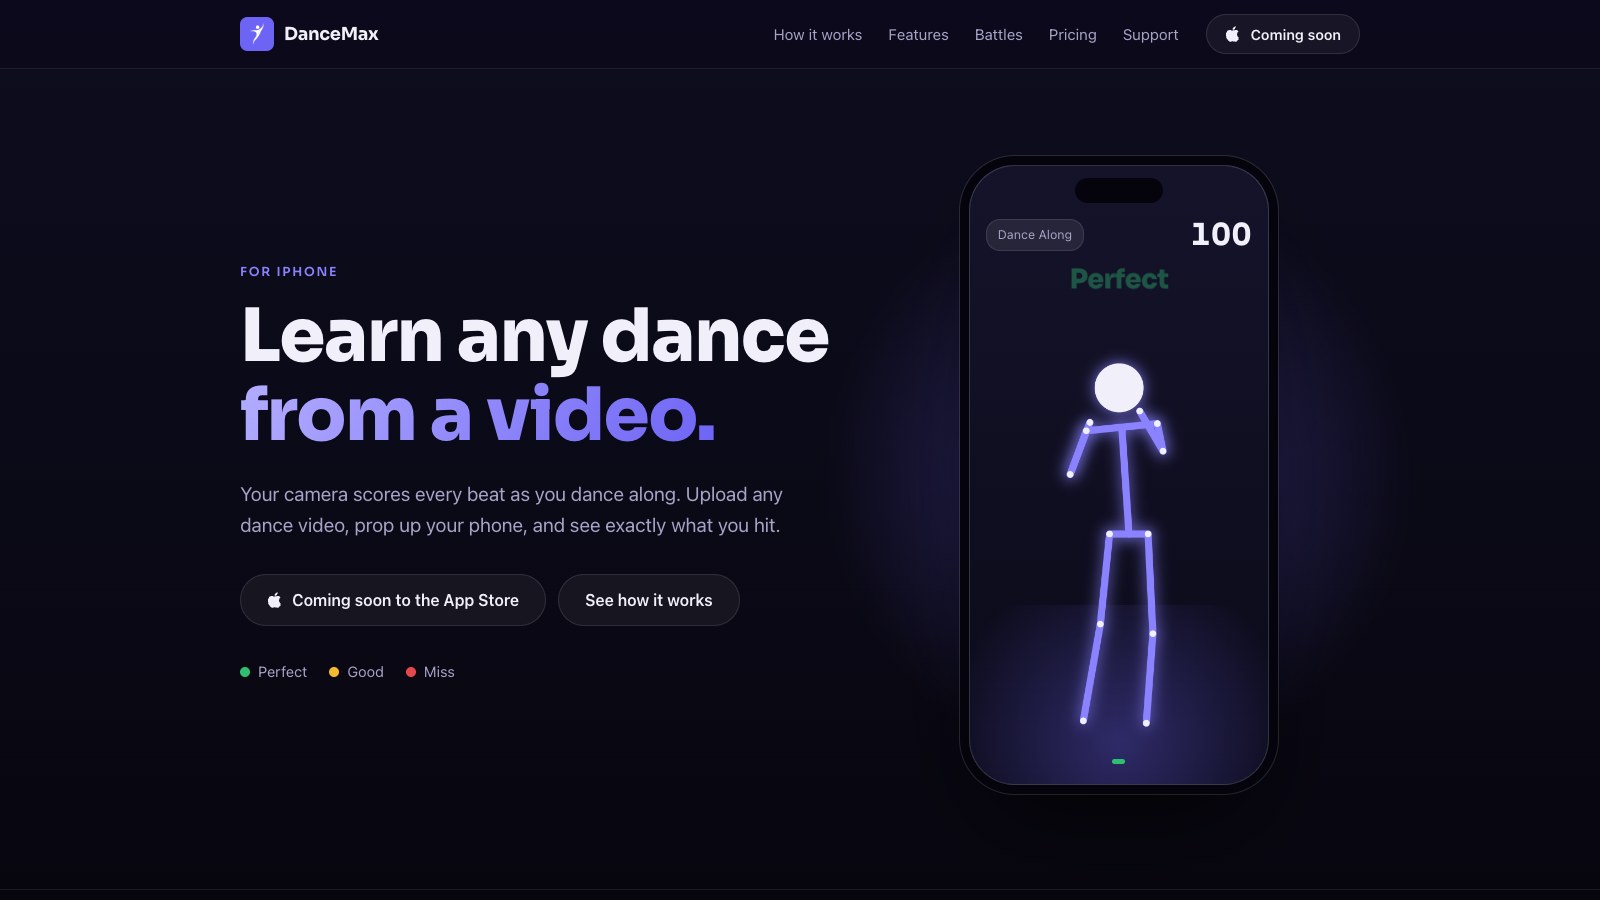 DanceMax
How it works
Features
Battles
Pricing
Support
Coming soon
FOR IPHONE
Learn any dance
from a video.
Your camera scores every beat as you dance along. Upload any
dance video, prop up your phone, and see exactly what you hit.
Coming soon to the App Store
See how it works
Perfect
Good
Miss
Dance Along
100
Perfect